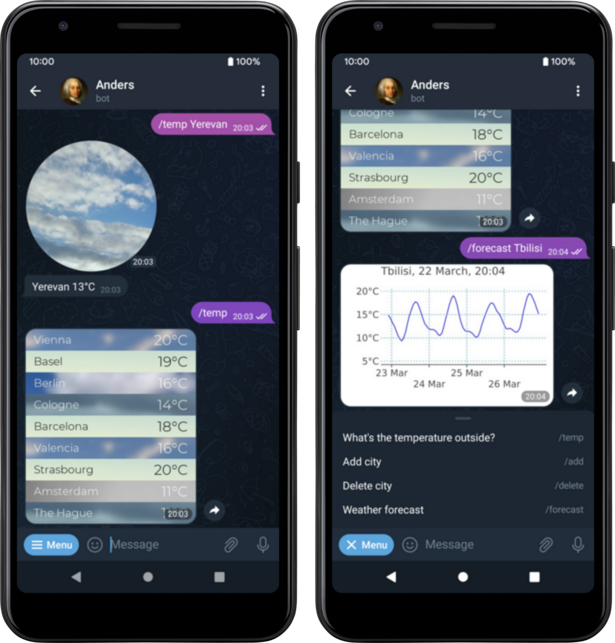 10:00
100%
Anders
bot
/temp Yerevan 20:03
20:03
Yerevan 13°C 20:03
/temp 20:03
Vienna 20°C
Basel 19°C
Berlin 16°C
Cologne 14°C
Barcelona 18°C
Valencia 16°C
Strasbourg 20°C
Amsterdam 11°C
The Hague
20:03
Menu
Message
10:00
100%
Anders
bot
Cologne 14°C
Barcelona 18°C
Valencia 16°C
Strasbourg 20°C
Amsterdam 11°C
The Hague
20:03
/forecast Tbilisi 20:04
Tbilisi, 22 March, 20:04
20°C
15°C
10°C
5°C
23 Mar
24 Mar
25 Mar
26 Mar
20:04
What's the temperature outside? /temp
Add city /add
Delete city /delete
Weather forecast /forecast
Menu
Message